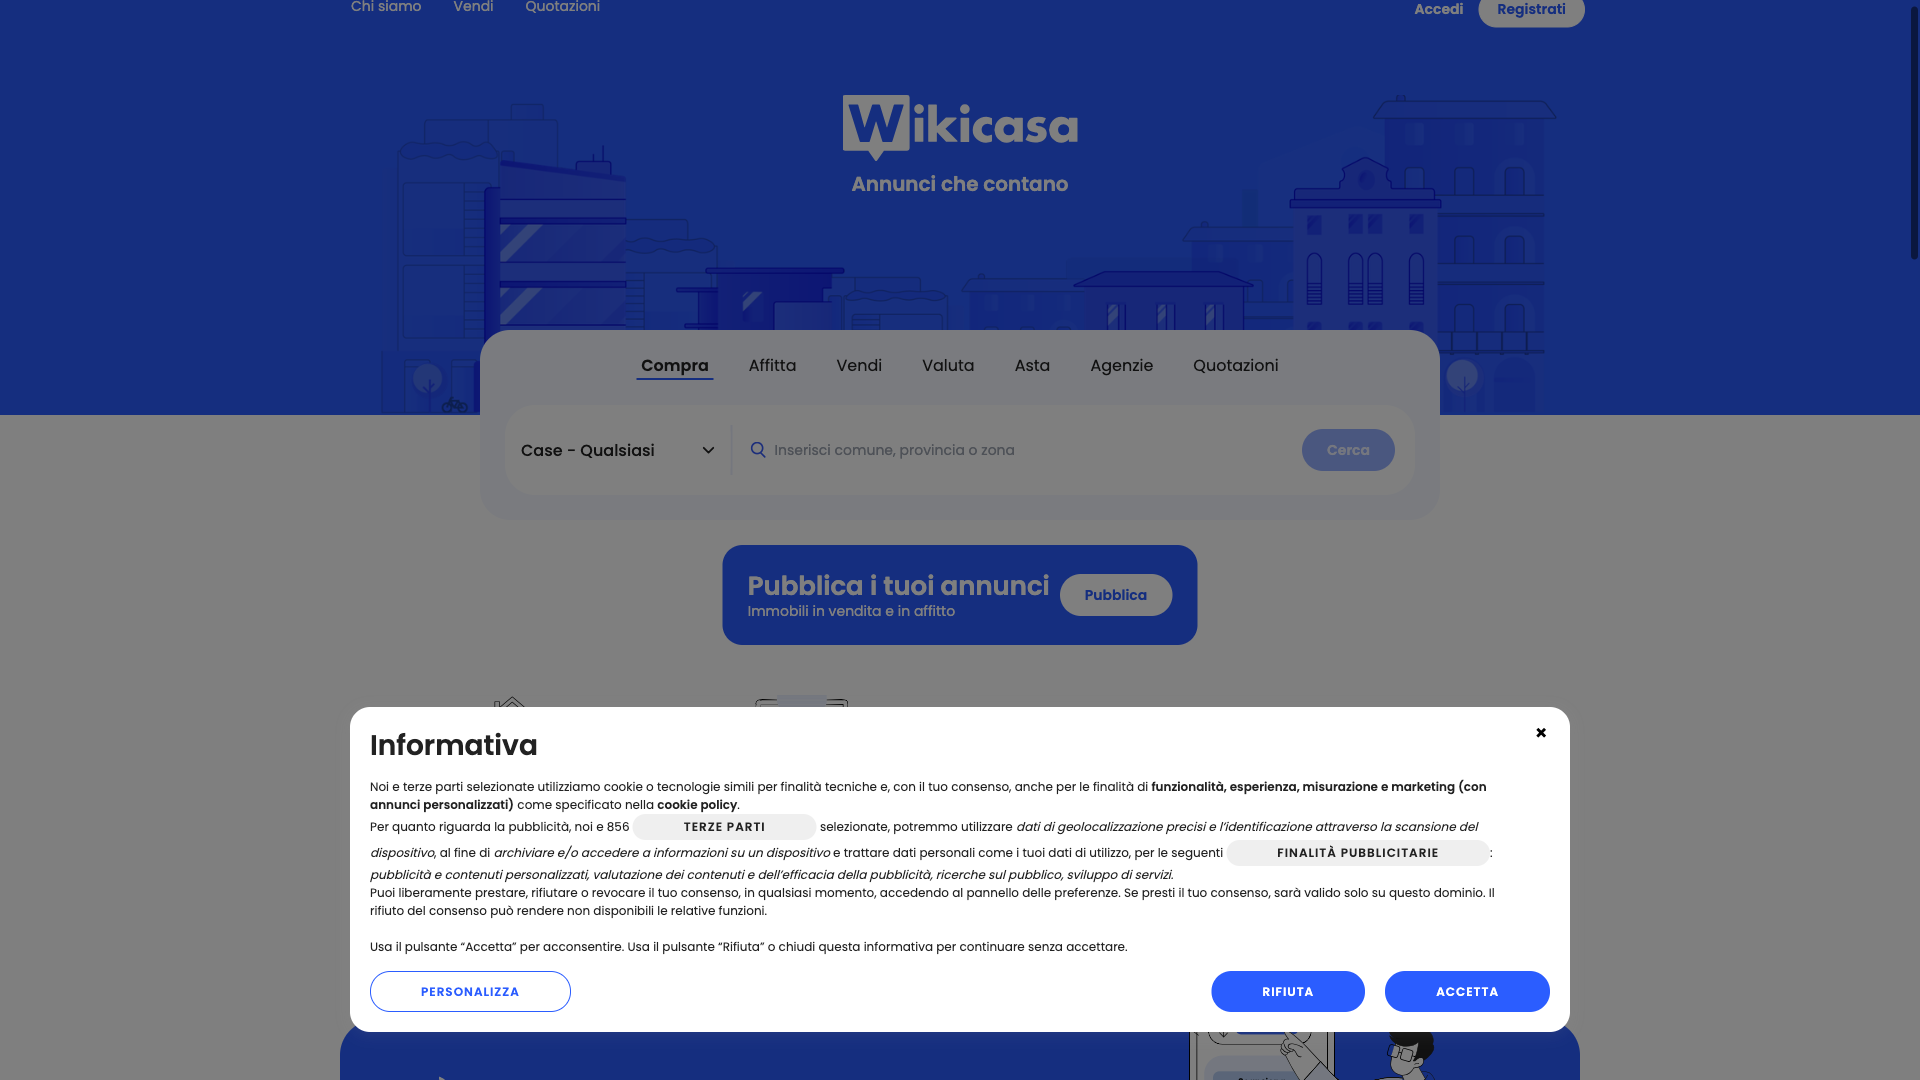 Chi siamo Vendi Quotazioni Accedi Registrati
Wikicasa
Annunci che contano
Compra Affitta Vendi Valuta Asta Agenzie Quotazioni
Case - Qualsiasi Inserisci comune, provincia o zona Cerca
Pubblica i tuoi annunci
Immobili in vendita e in affitto
Pubblica
Informativa
Noi e terze parti selezionate utilizziamo cookie o tecnologie simili per finalità tecniche e, con il tuo consenso, anche per le finalità di funzionalità, esperienza, misurazione e marketing (con
annunci personalizzati) come specificato nella cookie policy.
Per quanto riguarda la pubblicità, noi e 856 TERZE PARTI selezionate, potremmo utilizzare dati di geolocalizzazione precisi e l’identificazione attraverso la scansione del
dispositivo, al fine di archiviare e/o accedere a informazioni su un dispositivo e trattare dati personali come i tuoi dati di utilizzo, per le seguenti FINALITÀ PUBBLICITARIE :
pubblicità e contenuti personalizzati, valutazione dei contenuti e dell’efficacia della pubblicità, ricerche sul pubblico, sviluppo di servizi.
Puoi liberamente prestare, rifiutare o revocare il tuo consenso, in qualsiasi momento, accedendo al pannello delle preferenze. Se presti il tuo consenso, sarà valido solo su questo dominio. Il
rifiuto del consenso può rendere non disponibili le relative funzioni.
Usa il pulsante “Accetta” per acconsentire. Usa il pulsante “Rifiuta” o chiudi questa informativa per continuare senza accettare.
PERSONALIZZA RIFIUTA ACCETTA